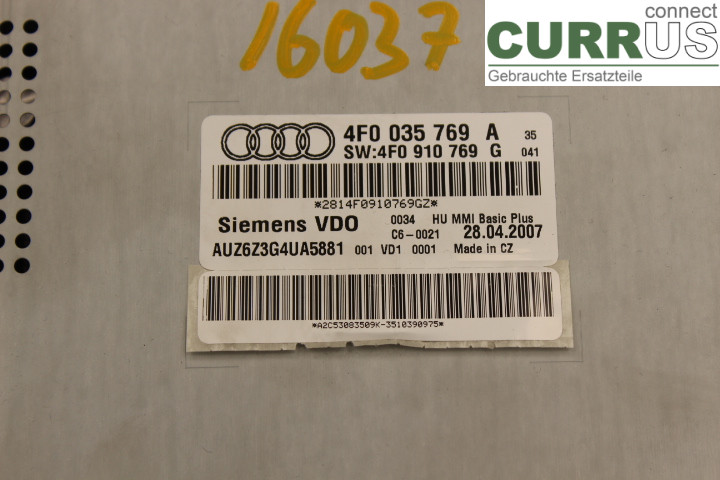 16037
connect
CURRUS
Gebrauchte Ersatzteile
4F0 035 769 A 35
SW:4F0 910 769 G 041
*2814F0910769GZ*
Siemens VDO 0034 HU MMI Basic Plus
C6-0021 28.04.2007
AUZ6Z3G4UA5881 001 VD1 0001 Made in CZ
*A2C53083509K-3510390975*